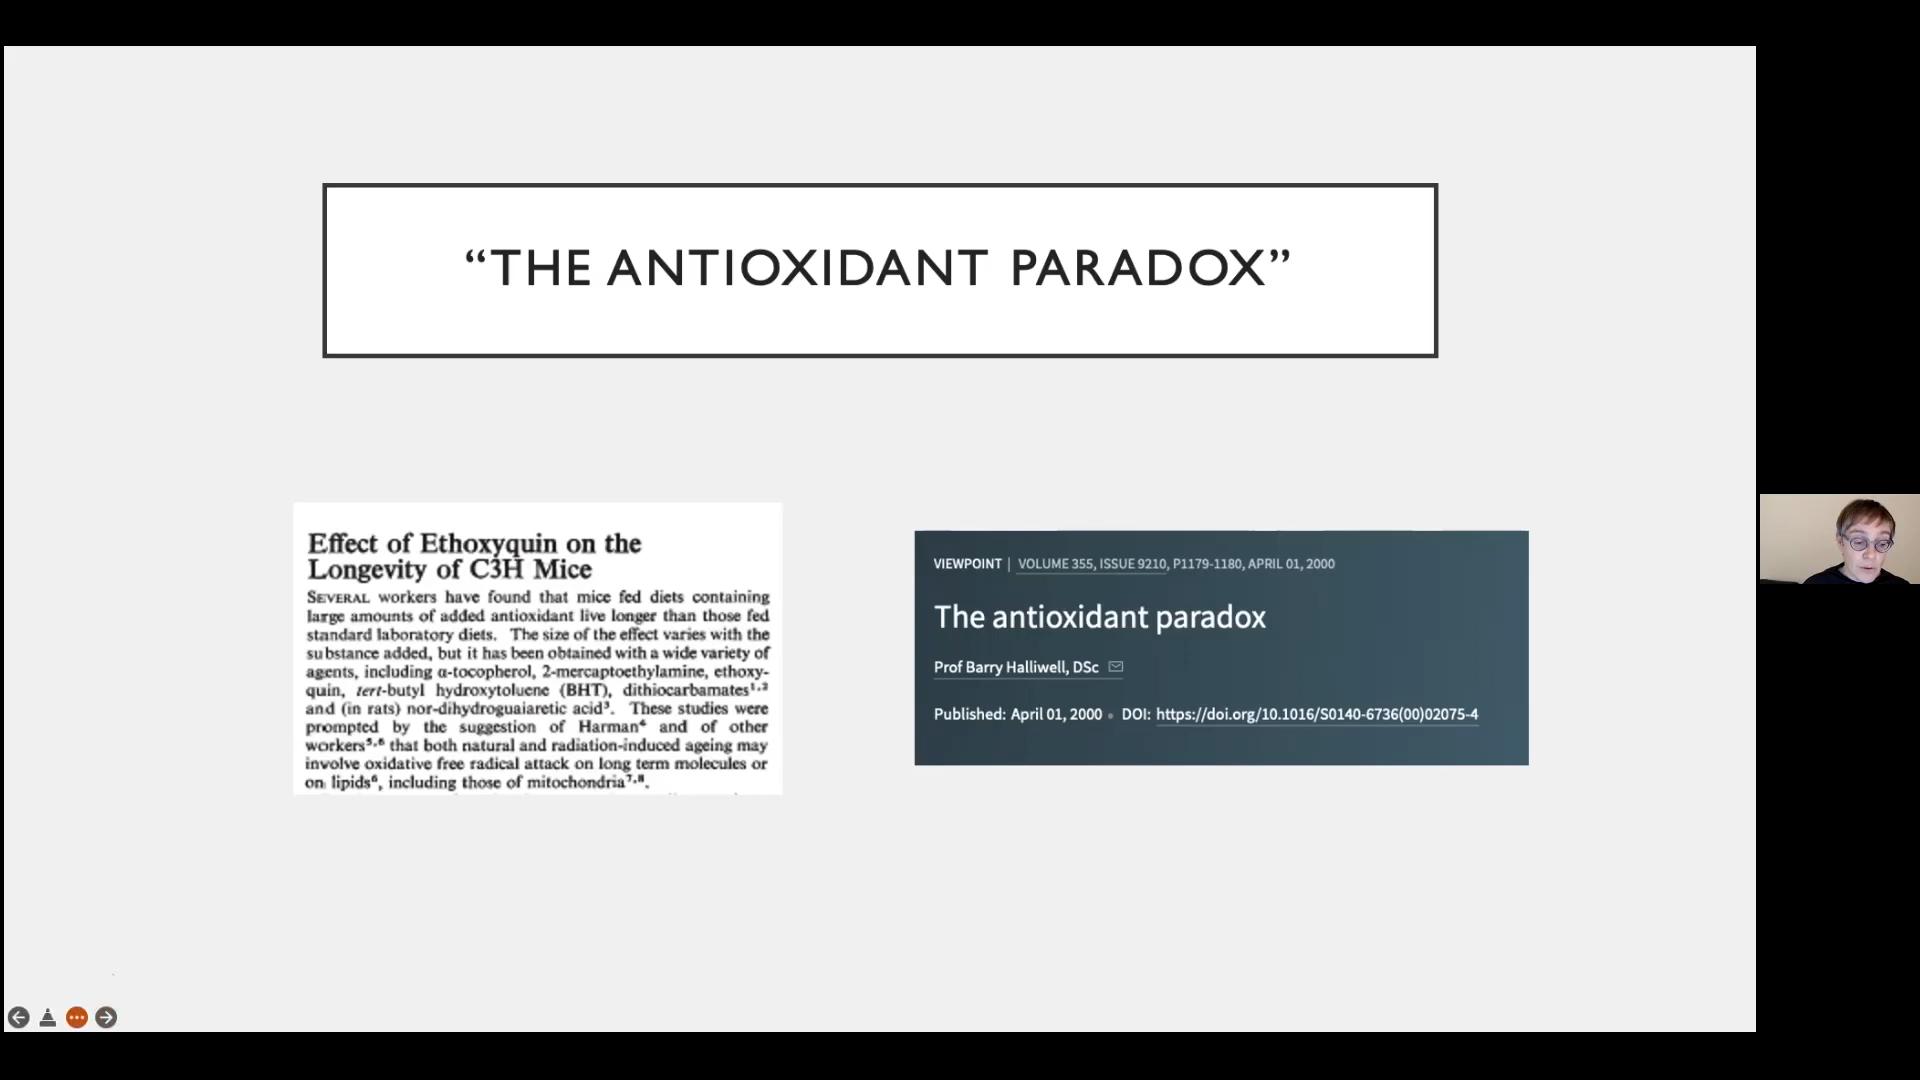 “THE ANTIOXIDANT PARADOX”
Effect of Ethoxyquin on the
Longevity of C3H Mice
SEVERAL workers have found that mice fed diets containing
large amounts of added antioxidant live longer than those fed
standard laboratory diets. The size of the effect varies with the
substance added, but it has been obtained with a wide variety of
agents, including α-tocopherol, 2-mercaptoethylamine, ethoxy-
quin, tert-butyl hydroxytoluene (BHT), dithiocarbamates¹,²
and (in rats) nor-dihydroguaiaretic acid³. These studies were
prompted by the suggestion of Harman⁴ and of other
workers⁵,⁶ that both natural and radiation-induced ageing may
involve oxidative free radical attack on long term molecules or
on lipids⁶, including those of mitochondria⁷,⁸.
VIEWPOINT | VOLUME 355, ISSUE 9210, P1179-1180, APRIL 01, 2000
The antioxidant paradox
Prof Barry Halliwell, DSc
Published: April 01, 2000 • DOI: https://doi.org/10.1016/S0140-6736(00)02075-4